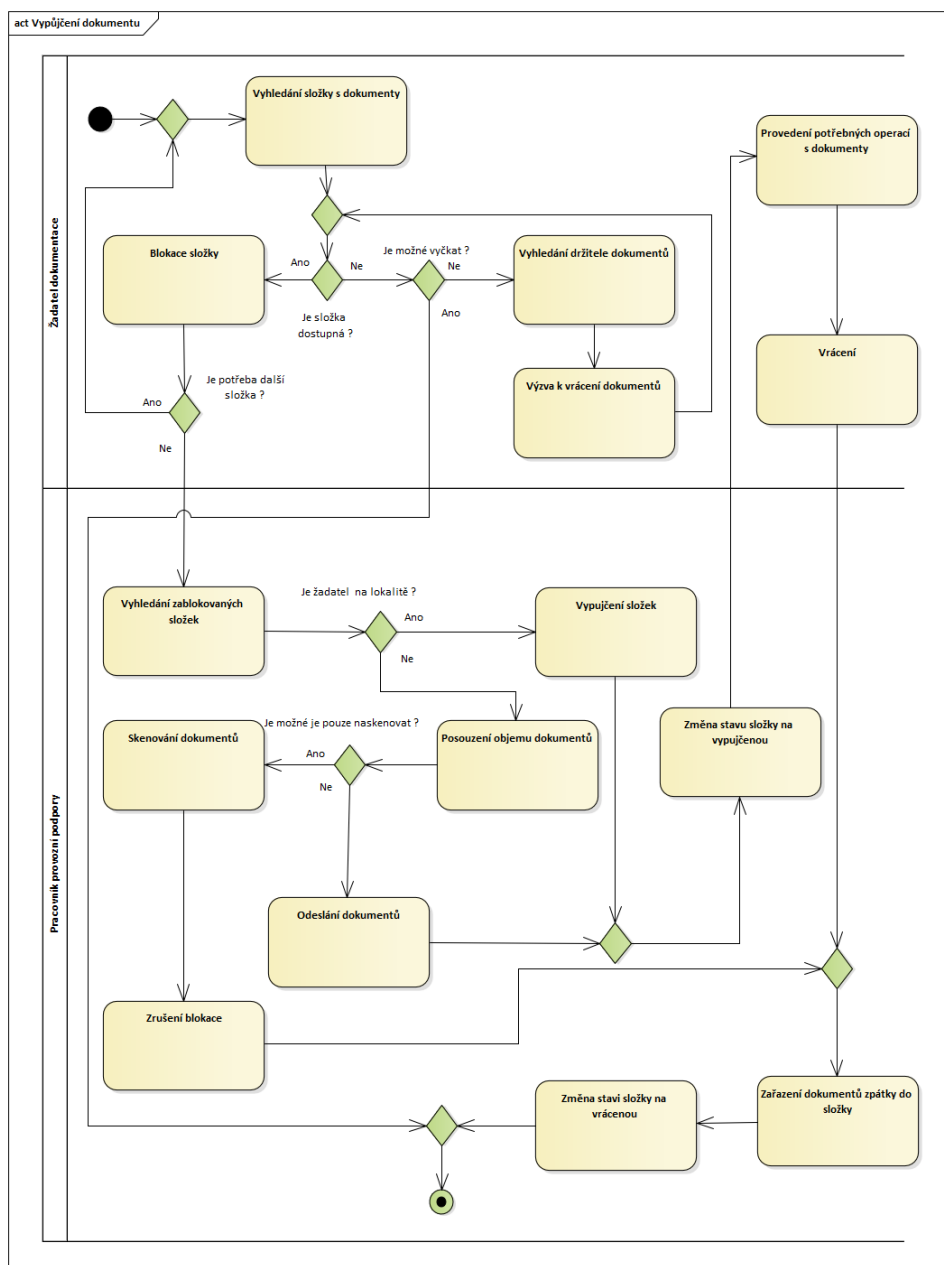 act Vypůjčení dokumentu
Žadatel dokumentace
Vyhledání složky s dokumenty
Provedení potřebných operací
s dokumenty
Blokace složky
Ano
Ne
Je složka
dostupná ?
Je možné vyčkat ?
Ne
Ano
Vyhledání držitele dokumentů
Výzva k vrácení dokumentů
Vrácení
Je potřeba další
složka ?
Ano
Ne
Pracovník provozní podpory
Vyhledání zablokovaných
složek
Je žadatel na lokalitě ?
Ano
Ne
Vypujčení složek
Skenování dokumentů
Je možné je pouze naskenovat ?
Ano
Ne
Posouzení objemu dokumentů
Změna stavu složky na
vypujčenou
Odeslání dokumentů
Zrušení blokace
Změna stavi složky na
vrácenou
Zařazení dokumentů zpátky do
složky